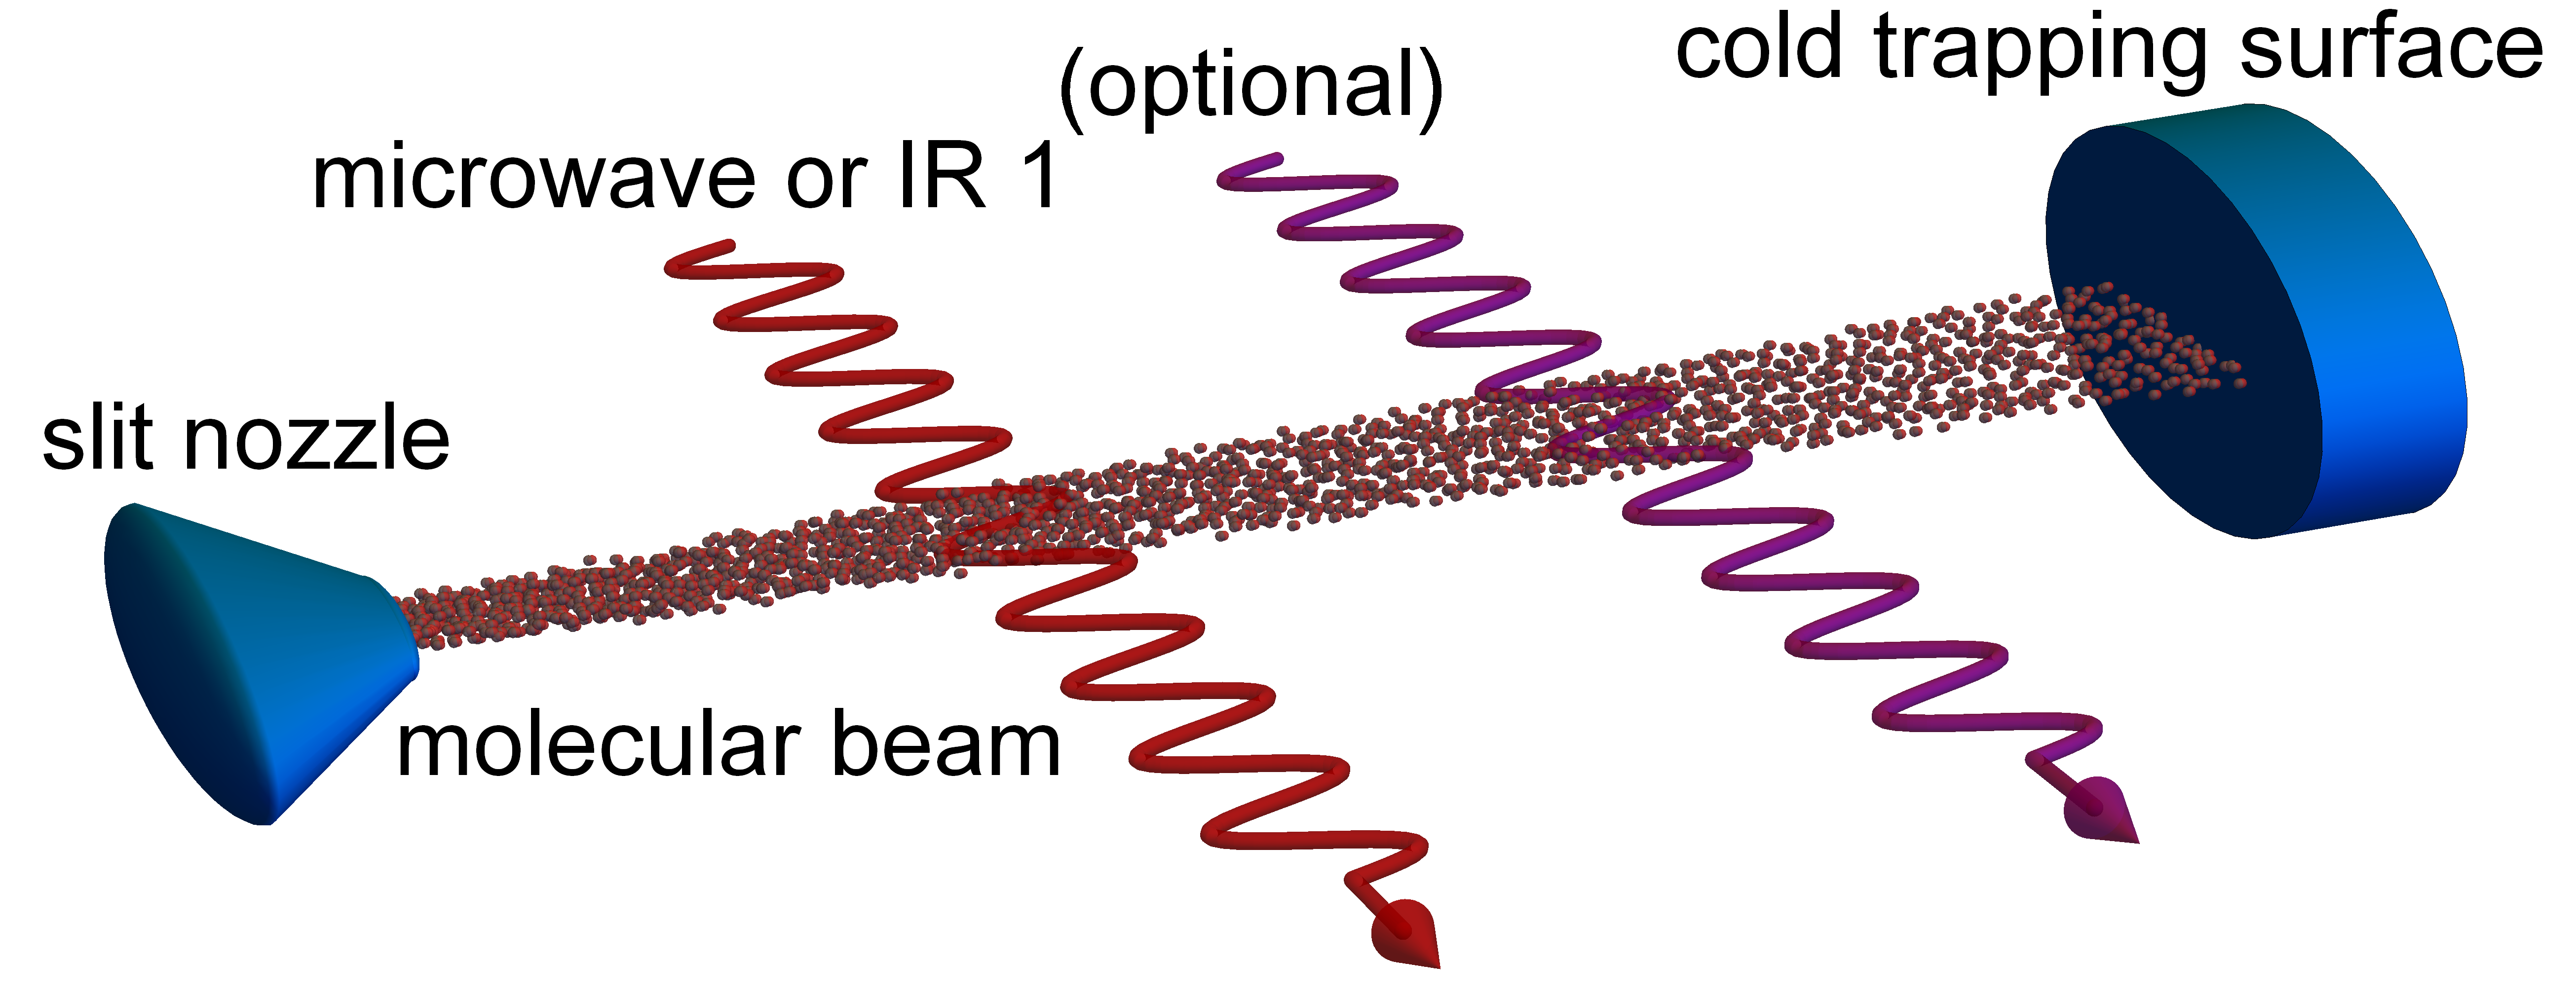 cold trapping surface
(optional)
microwave or IR 1
slit nozzle
molecular beam